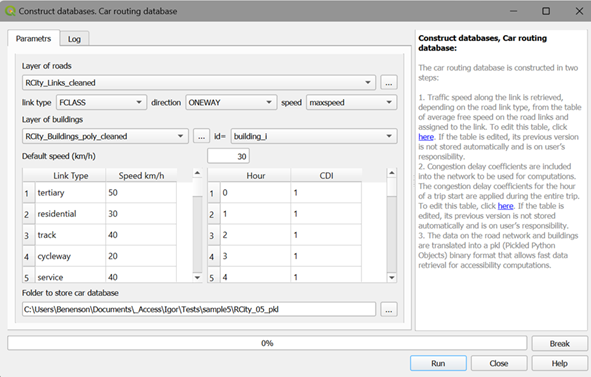 Construct databases. Car routing database
Parametrs Log
Layer of roads
RCity_Links_cleaned ...
link type FCLASS direction ONEWAY speed maxspeed
Layer of buildings
RCity_Buildings_poly_cleaned ... id= building_i
Default speed (km/h) 30
Link Type Speed km/h Hour CDI
1 tertiary 50 1 0 1
2 residential 30 2 1 1
3 track 40 3 2 1
4 cycleway 20 4 3 1
5 service 40 5 4 1
Folder to store car database
C:\Users\Benenson\Documents\_Access\Igor\Tests\sample5\RCity_05_pkl ...
Construct databases, Car routing
database:
The car routing database is constructed in two
steps:
1. Traffic speed along the link is retrieved,
depending on the road link type, from the table
of average free speed on the road links and
assigned to the link. To edit this table, click
here. If the table is edited, its previous version
is not stored automatically and is on user's
responsibility.
2. Congestion delay coefficients are included
into the network to be used for computations.
The congestion delay coefficients for the hour
of a trip start are applied during the entire trip.
To edit this table, click here. If the table is
edited, its previous version is not stored
automatically and is on user's responsibility.
3. The data on the road network and buildings
are translated into a pkl (Pickled Python
Objects) binary format that allows fast data
retrieval for accessibility computations.
0% Break
Run Close Help